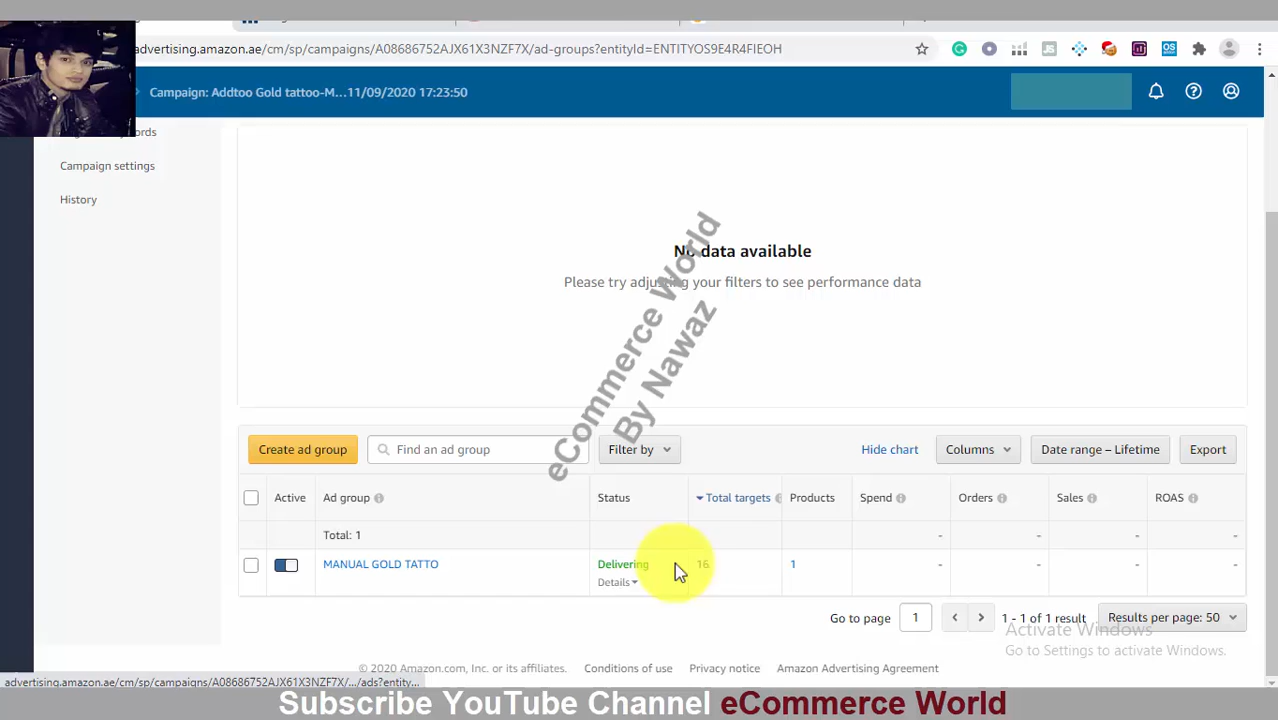 advertising.amazon.ae/cm/sp/campaigns/A08686752AJX61X3NZF7X/ad-groups?entityId=ENTITYOS9E4R4FIEOH
Campaign: Addtoo Gold tattoo-M...11/09/2020 17:23:50
Campaign settings
History
No data available
Please try adjusting your filters to see performance data
eCommerce World
By Nawaz
Create ad group
Find an ad group
Filter by
Hide chart
Columns
Date range – Lifetime
Export
Active
Ad group
Status
Total targets
Products
Spend
Orders
Sales
ROAS
Total: 1
-
-
-
-
MANUAL GOLD TATTO
Delivering
Details
16
1
-
-
-
-
Go to page
1
1 - 1 of 1 result
Results per page: 50
Activate Windows
Go to Settings to activate Windows.
© 2020 Amazon.com, Inc. or its affiliates.
Conditions of use
Privacy notice
Amazon Advertising Agreement
advertising.amazon.ae/cm/sp/campaigns/A08686752AJX61X3NZF7X/.../ads?entity...
Subscribe YouTube Channel eCommerce World